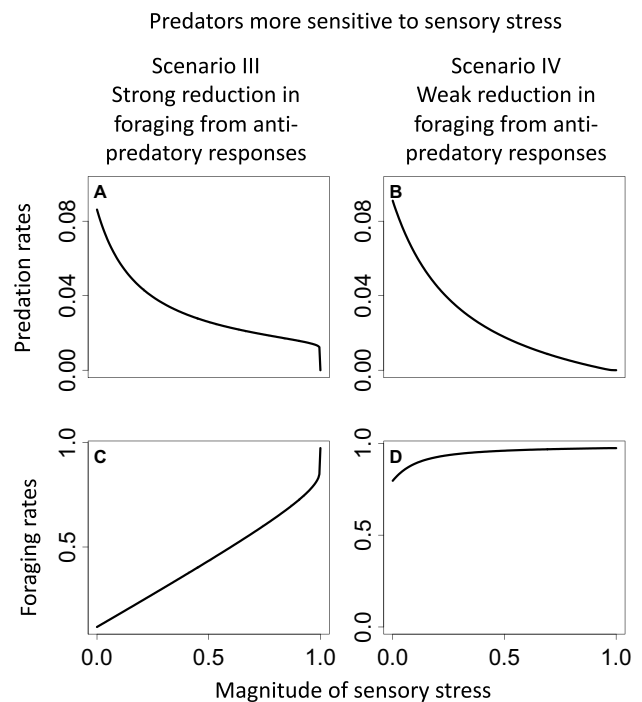 Predators more sensitive to sensory stress
Scenario III
Strong reduction in
foraging from anti-
predatory responses
Scenario IV
Weak reduction in
foraging from anti-
predatory responses
Predation rates
A
0.08
0.04
0.00
B
0.08
0.04
0.00
Foraging rates
C
1.0
0.5
D
1.0
0.5
0.0
0.0 0.5 1.0
0.0 0.5 1.0
Magnitude of sensory stress